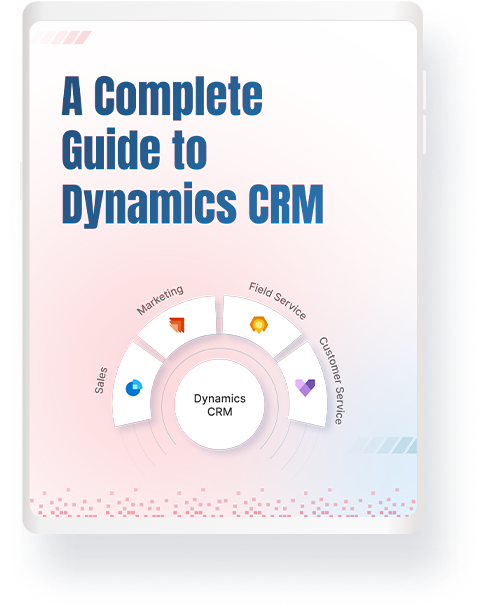 A Complete
Guide to
Dynamics CRM
Marketing
Field Service
Sales
Customer Service
Dynamics
CRM